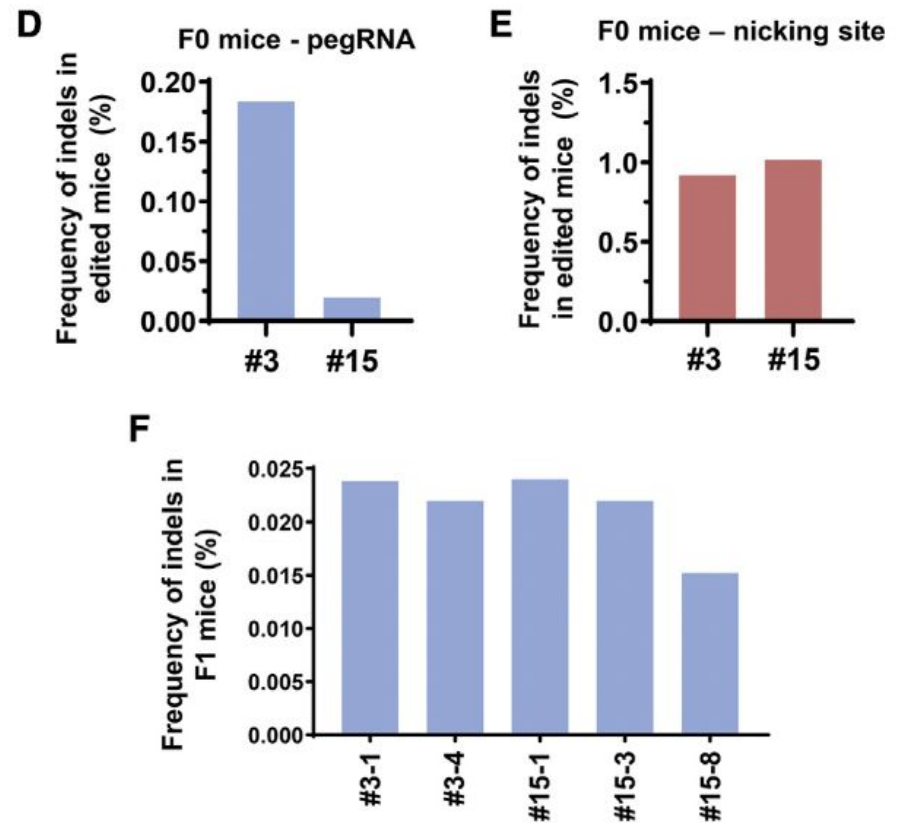 D
F0 mice - pegRNA
Frequency of indels in
edited mice (%)
0.20
0.15
0.10
0.05
0.00
#3
#15
E
F0 mice – nicking site
Frequency of indels
in edited mice (%)
1.5
1.0
0.5
0.0
#3
#15
F
Frequency of indels in
F1 mice (%)
0.025
0.020
0.015
0.010
0.005
0.000
#3-1
#3-4
#15-1
#15-3
#15-8